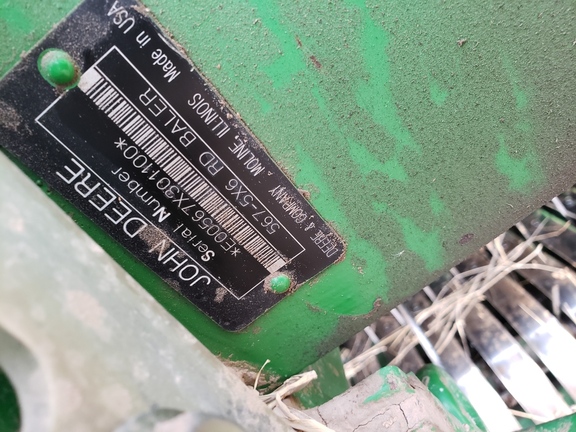 JOHN DEERE
Serial Number
*E00567X301100*
567-5X6 RD BALER
DEERE & COMPANY MOLINE, ILLINOIS
Made in USA